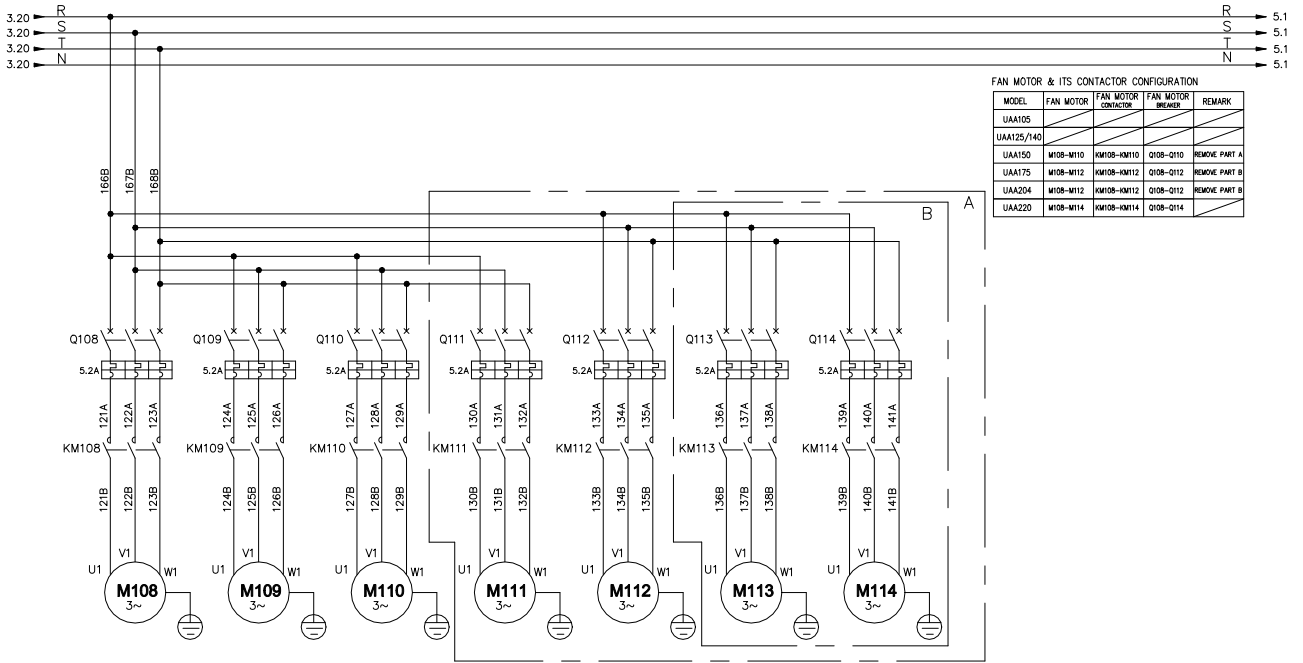 3.20 R R 5.1
3.20 S S 5.1
3.20 T T 5.1
3.20 N N 5.1
FAN MOTOR & ITS CONTACTOR CONFIGURATION
MODEL FAN MOTOR FAN MOTOR CONTACTOR FAN MOTOR BREAKER REMARK
UAA105
UAA125/140
UAA150 M108-M110 KM108-KM110 Q108-Q110 REMOVE PART A
UAA175 M108-M112 KM108-KM112 Q108-Q112 REMOVE PART B
UAA204 M108-M112 KM108-KM112 Q108-Q112 REMOVE PART B
UAA220 M108-M114 KM108-KM114 Q108-Q114
166B 167B 168B
B A
Q108 Q109 Q110 Q111 Q112 Q113 Q114
5.2A 5.2A 5.2A 5.2A 5.2A 5.2A 5.2A
121A 122A 123A 124A 125A 126A 127A 128A 129A 130A 131A 132A 133A 134A 135A 136A 137A 138A 139A 140A 141A
KM108 KM109 KM110 KM111 KM112 KM113 KM114
121B 122B 123B 124B 125B 126B 127B 128B 129B 130B 131B 132B 133B 134B 135B 136B 137B 138B 139B 140B 141B
V1 V1 V1 V1 V1 V1 V1
U1 W1 U1 W1 U1 W1 U1 W1 U1 W1 U1 W1 U1 W1
M108 M109 M110 M111 M112 M113 M114
3~ 3~ 3~ 3~ 3~ 3~ 3~